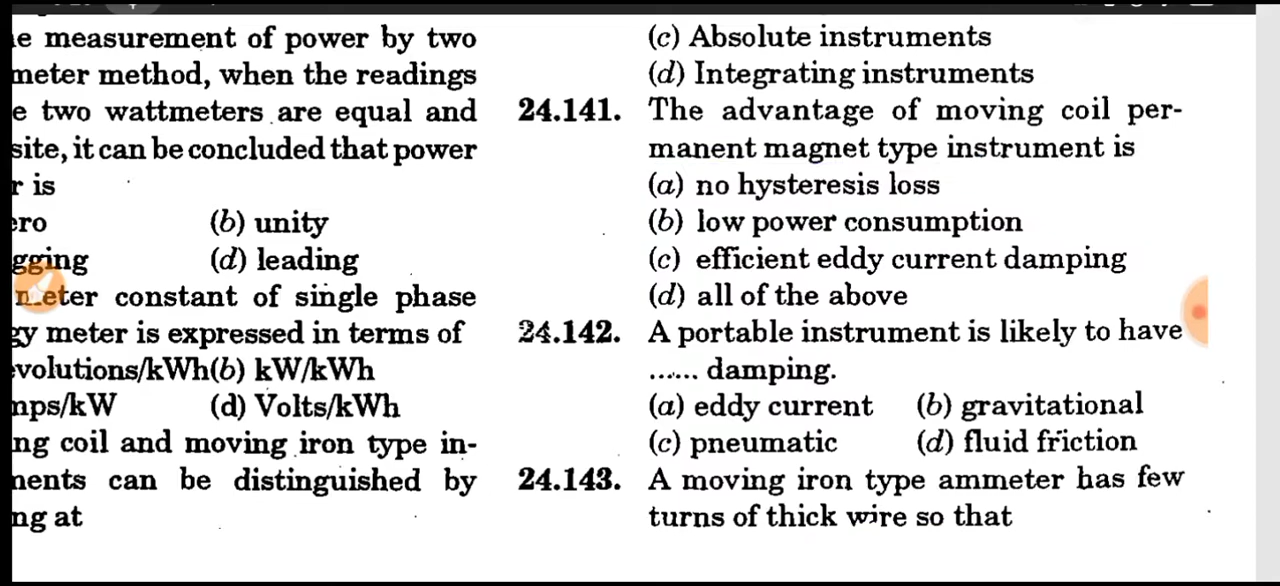 e measurement of power by two
meter method, when the readings
e two wattmeters are equal and
site, it can be concluded that power
r is
ero (b) unity
gging (d) leading
eter constant of single phase
gy meter is expressed in terms of
volutions/kWh(b) kW/kWh
mps/kW (d) Volts/kWh
ng coil and moving iron type in-
ments can be distinguished by
ng at
(c) Absolute instruments
(d) Integrating instruments
24.141. The advantage of moving coil per-
manent magnet type instrument is
(a) no hysteresis loss
(b) low power consumption
(c) efficient eddy current damping
(d) all of the above
24.142. A portable instrument is likely to have
...... damping.
(a) eddy current (b) gravitational
(c) pneumatic (d) fluid friction
24.143. A moving iron type ammeter has few
turns of thick wire so that